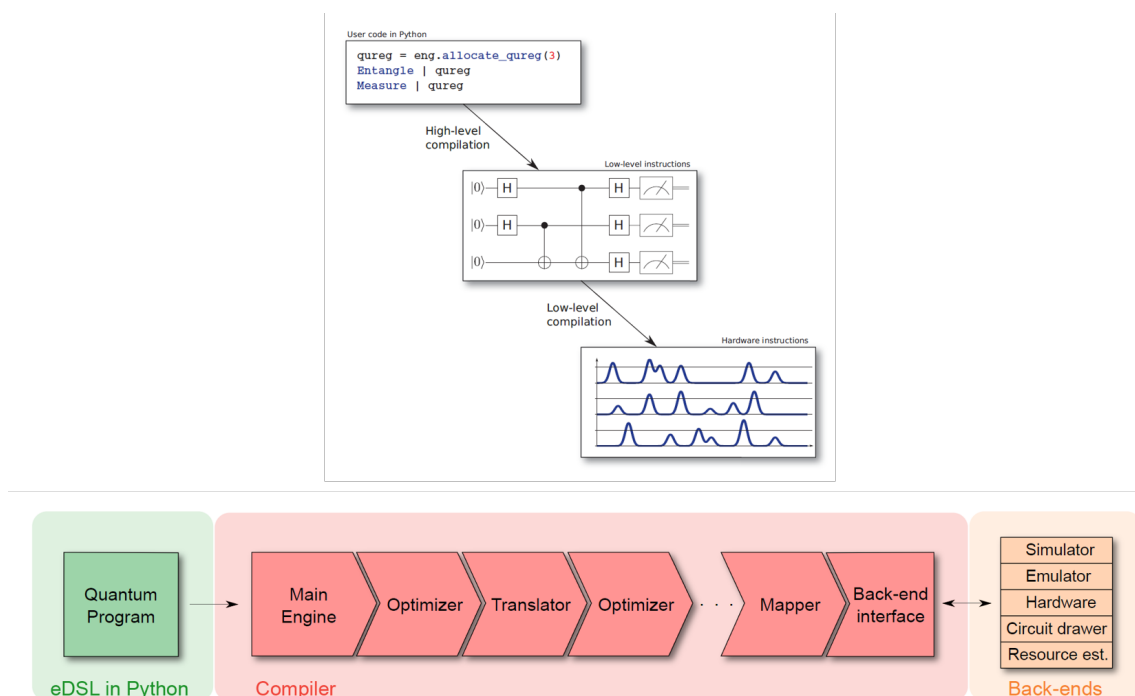 User code in Python
qureg = eng.allocate_qureg(3)
Entangle | qureg
Measure | qureg
High-level
compilation
Low-level instructions
|0⟩ H H
|0⟩ H H
|0⟩ H
Low-level
compilation
Hardware instructions
Quantum
Program
eDSL in Python
Main
Engine
Optimizer
Translator
Optimizer
. . .
Mapper
Back-end
interface
Compiler
Simulator
Emulator
Hardware
Circuit drawer
Resource est.
Back-ends